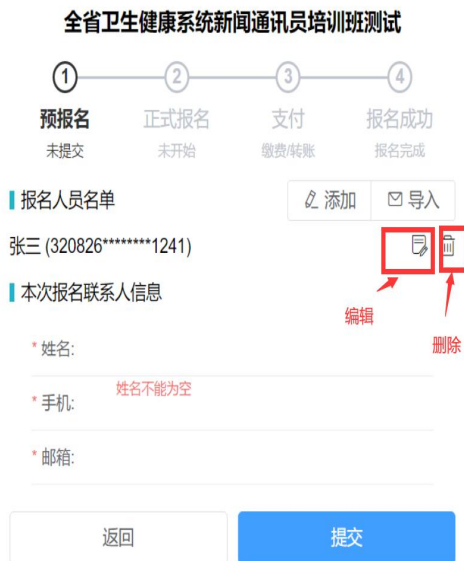 全省卫生健康系统新闻通讯员培训班测试
1 2 3 4
预报名 正式报名 支付 报名成功
未提交 未开始 缴费/转账 报名完成
报名人员名单 添加 导入
张三 (320826********1241)
本次报名联系人信息
编辑
删除
* 姓名:
姓名不能为空
* 手机:
* 邮箱:
返回 提交